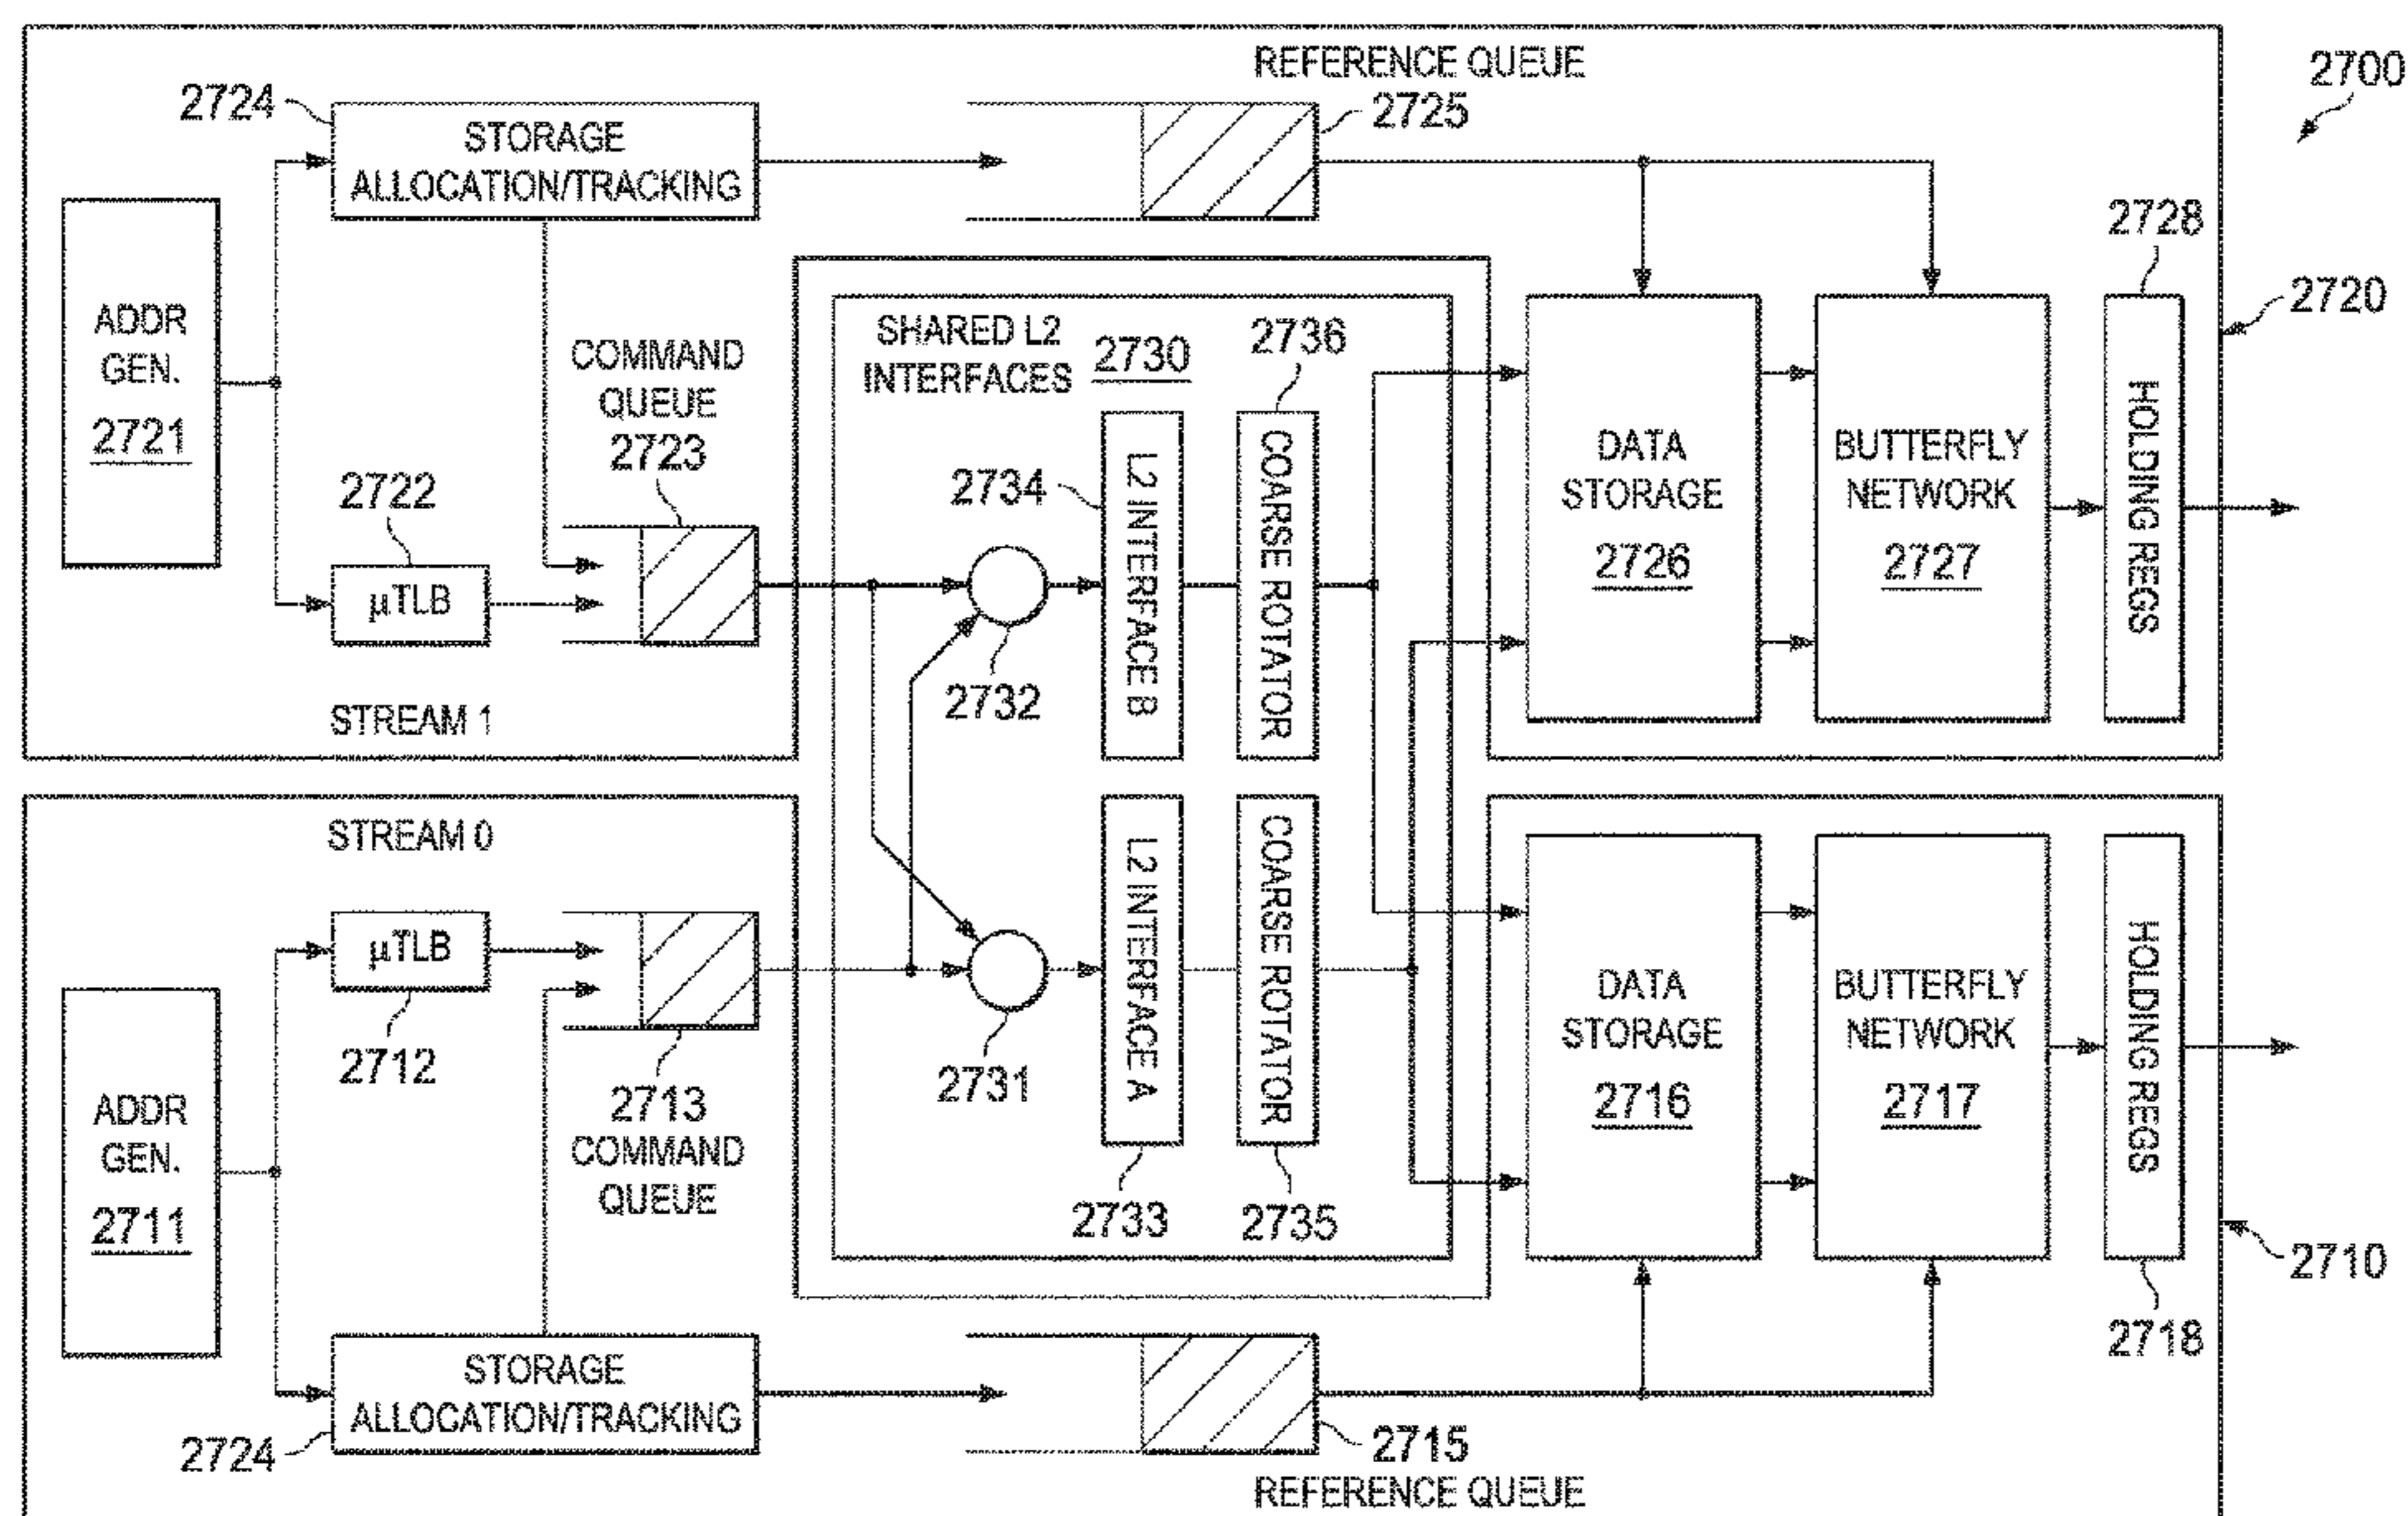 REFERENCE QUEUE
2725
2700
2724
STORAGE
ALLOCATION/TRACKING
2728
2720
ADDR
GEN.
2721
COMMAND
QUEUE
2723
SHARED L2
INTERFACES
2730
2736
2722
µTLB
2734
L2 INTERFACE B
COARSE ROTATOR
DATA
STORAGE
2726
BUTTERFLY
NETWORK
2727
HOLDING REGS
2732
STREAM 1
STREAM 0
µTLB
2712
2713
COMMAND
QUEUE
2731
L2 INTERFACE A
COARSE ROTATOR
2733
2735
DATA
STORAGE
2716
BUTTERFLY
NETWORK
2717
HOLDING REGS
ADDR
GEN.
2711
2710
2718
STORAGE
ALLOCATION/TRACKING
2724
2715
REFERENCE QUEUE